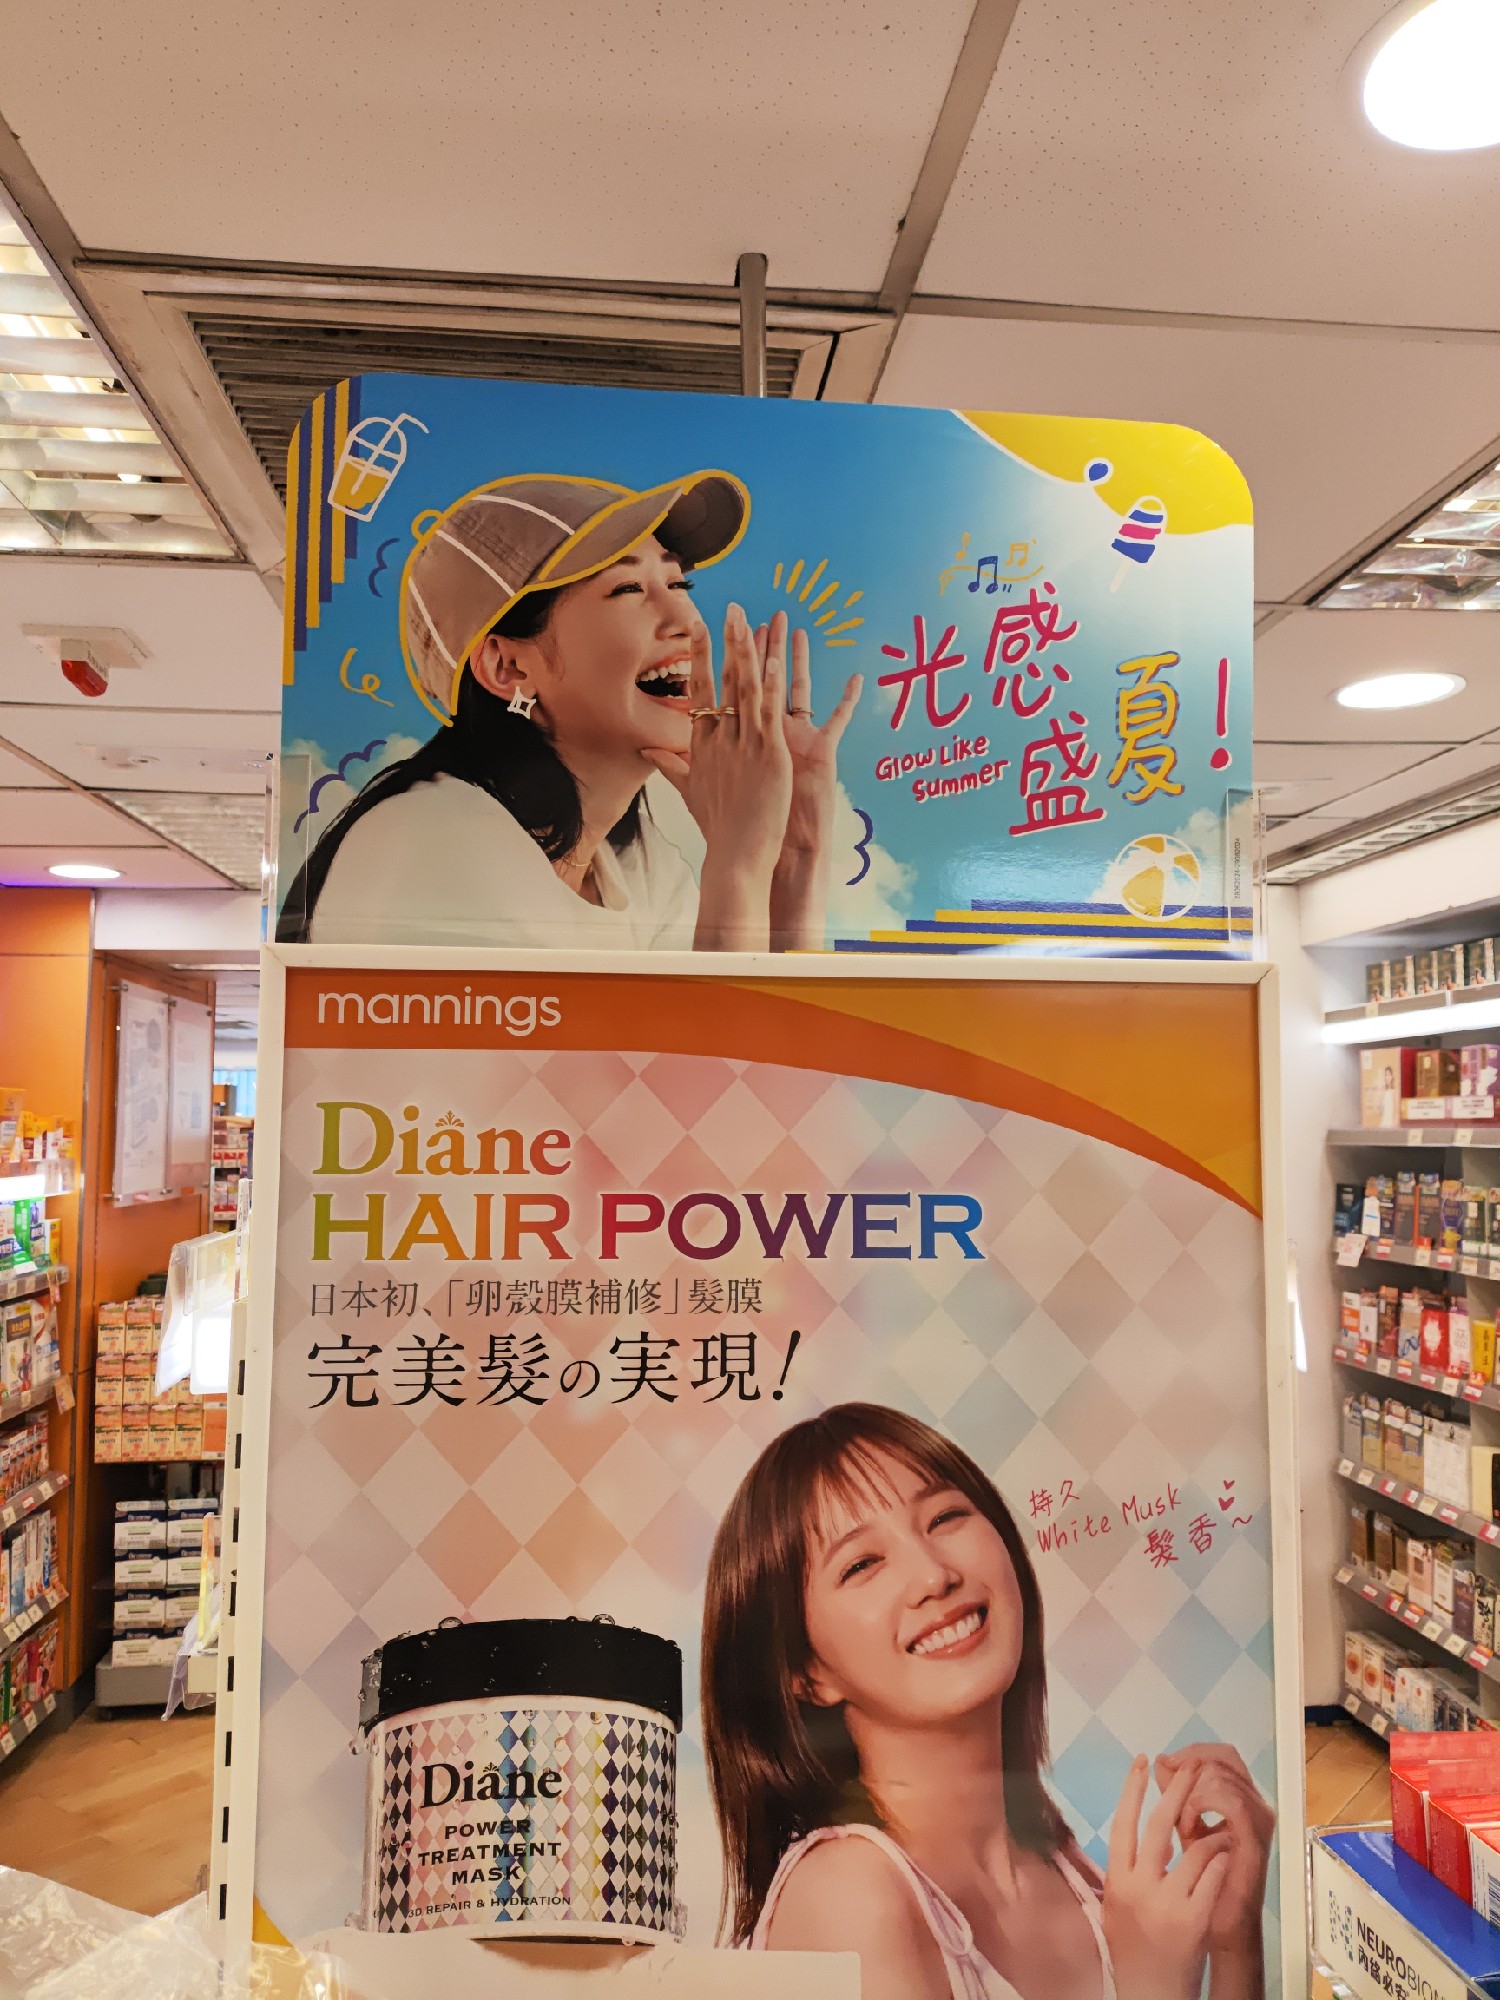 光感
盛夏!
Glow Like
Summer
mannings
Diane
HAIR POWER
日本初、「卵殻膜補修」髮膜
完美髮の実現!
持久
White Musk
髮香~
Diane
POWER
TREATMENT
MASK
3D REPAIR & HYDRATION
NEUROBION